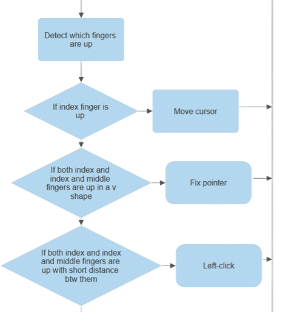 Detect which fingers
are up
If index finger is
up
Move cursor
If both index and
index and middle
fingers are up in a v
shape
Fix pointer
If both index and index
and middle fingers are
up with short distance
btw them
Left-click